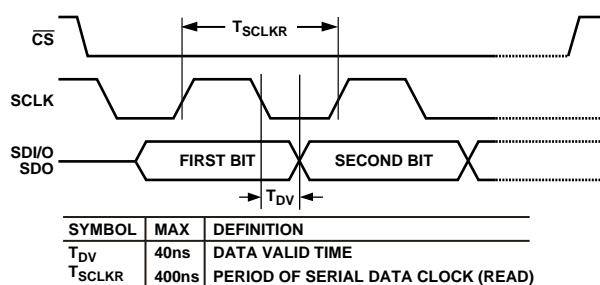 CS
T_SCLKR
SCLK
SDI/O
SDO
FIRST BIT
SECOND BIT
T_DV
SYMBOL MAX DEFINITION
T_DV 40ns DATA VALID TIME
T_SCLKR 400ns PERIOD OF SERIAL DATA CLOCK (READ)